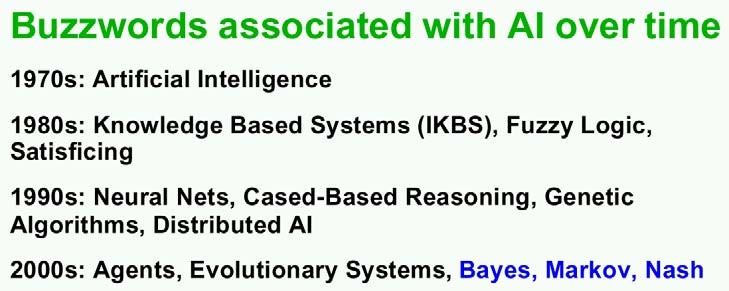 Buzzwords associated with AI over time
1970s: Artificial Intelligence
1980s: Knowledge Based Systems (IKBS), Fuzzy Logic,
Satisficing
1990s: Neural Nets, Cased-Based Reasoning, Genetic
Algorithms, Distributed AI
2000s: Agents, Evolutionary Systems, Bayes, Markov, Nash